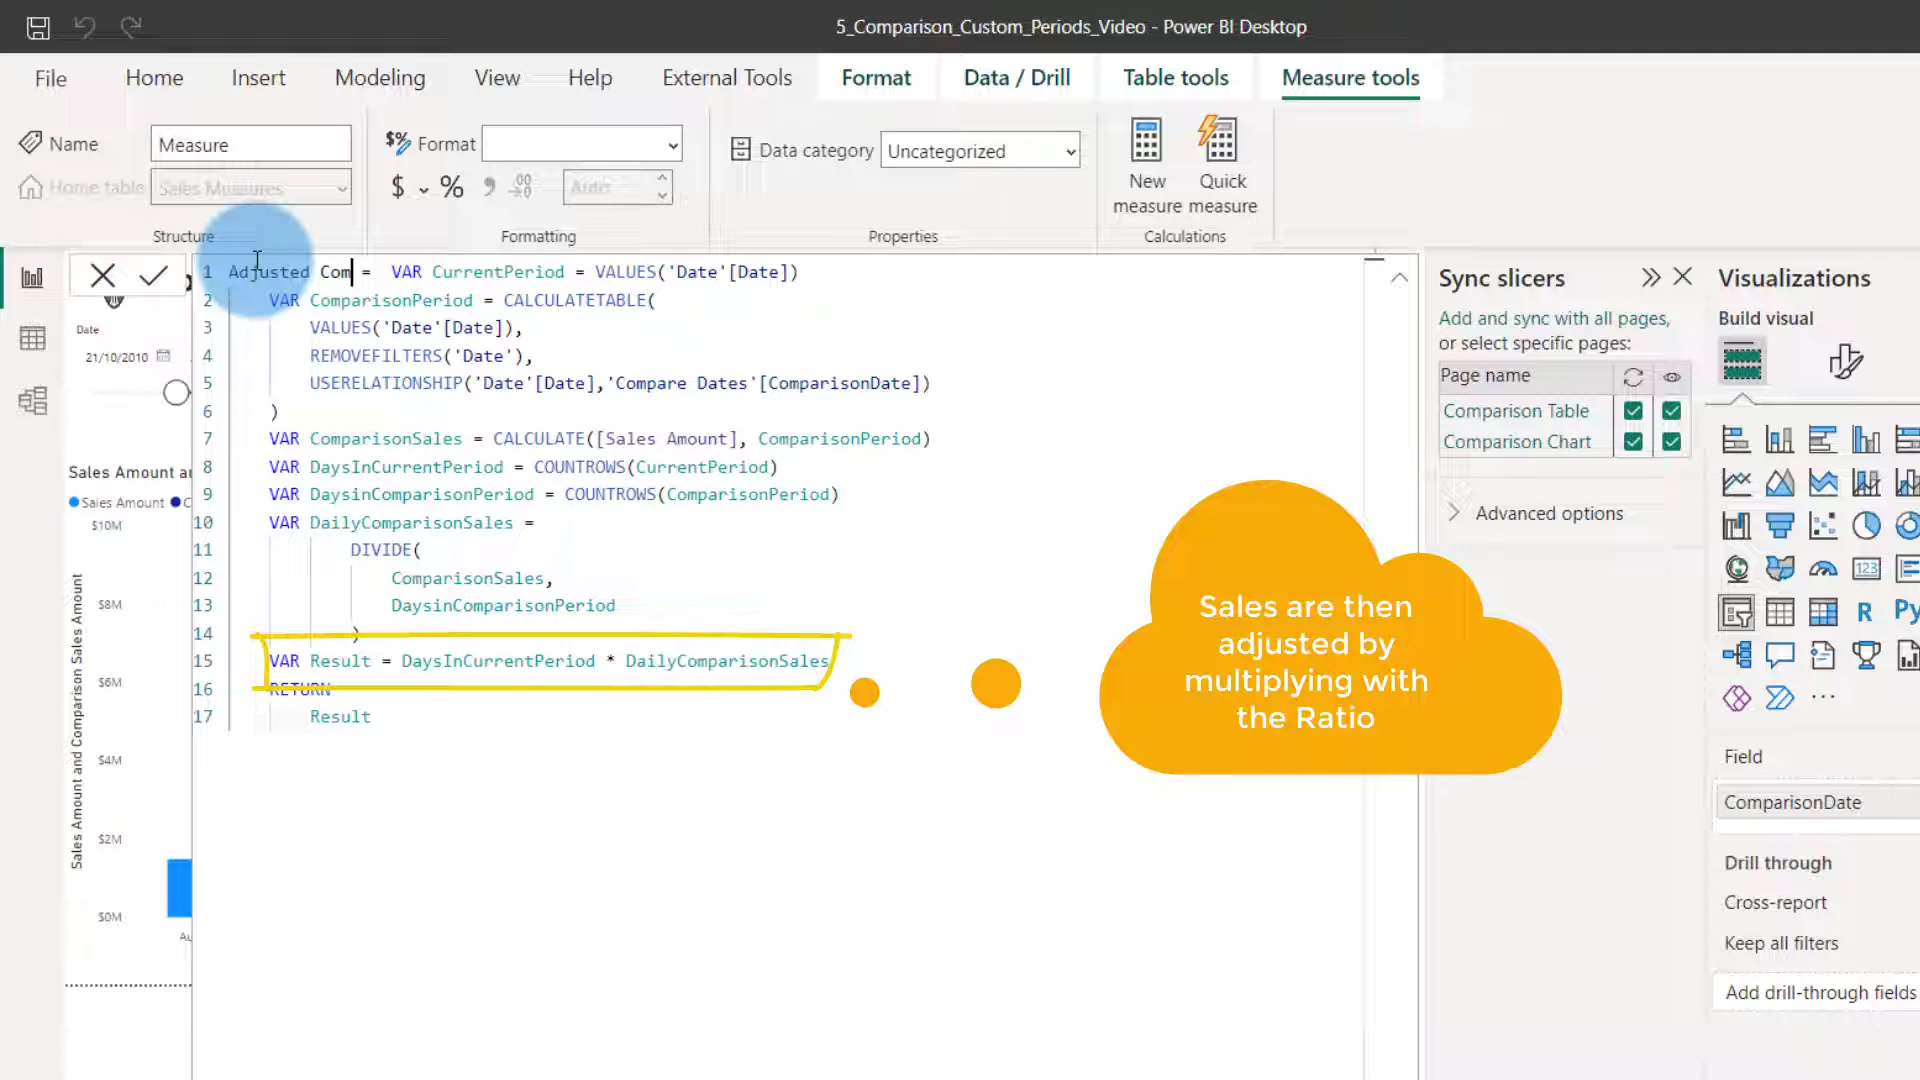 5_Comparison_Custom_Periods_Video - Power BI Desktop
File Home Insert Modeling View Help External Tools Format Data / Drill Table tools Measure tools
Name Measure
Home table Sales Measures
Structure
Format
$ % Auto
Formatting
Data category Uncategorized
Properties
New measure
Quick measure
Calculations
1 Adjusted Com = VAR CurrentPeriod = VALUES('Date'[Date])
2 VAR ComparisonPeriod = CALCULATETABLE(
3 VALUES('Date'[Date]),
4 REMOVEFILTERS('Date'),
5 USERELATIONSHIP('Date'[Date],'Compare Dates'[ComparisonDate])
6 )
7 VAR ComparisonSales = CALCULATE([Sales Amount], ComparisonPeriod)
8 VAR DaysInCurrentPeriod = COUNTROWS(CurrentPeriod)
9 VAR DaysinComparisonPeriod = COUNTROWS(ComparisonPeriod)
10 VAR DailyComparisonSales =
11 DIVIDE(
12 ComparisonSales,
13 DaysinComparisonPeriod
14 )
15 VAR Result = DaysInCurrentPeriod * DailyComparisonSales
16 RETURN
17 Result
Date
21/10/2010
Sales Amount a
Sales Amount C
Sales Amount and Comparison Sales Amount
$10M
$8M
$6M
$4M
$2M
$0M
Au
Sales are then
adjusted by
multiplying with
the Ratio
Sync slicers
Add and sync with all pages,
or select specific pages:
Page name
Comparison Table
Comparison Chart
Advanced options
Visualizations
Build visual
123
R Py
...
Field
ComparisonDate
Drill through
Cross-report
Keep all filters
Add drill-through fields